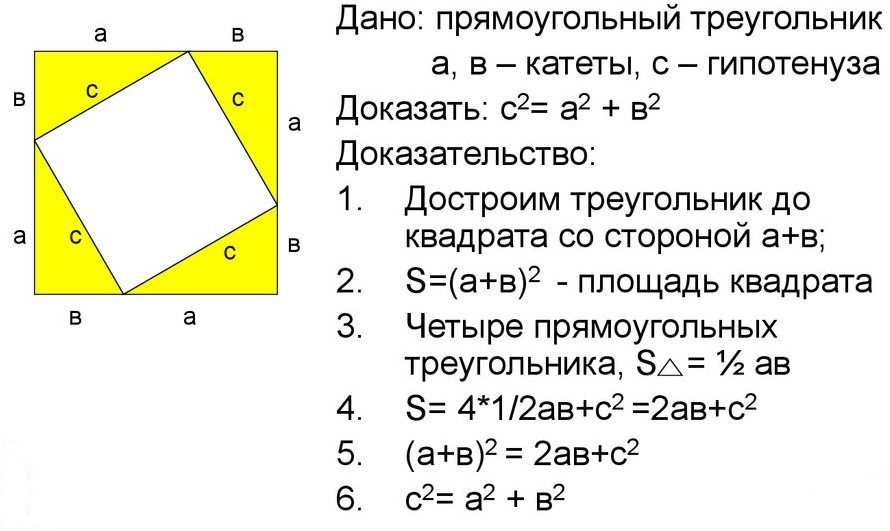 а
в
в
с
с
а
а
с
с
в
в
а
Дано: прямоугольный треугольник
а, в – катеты, с – гипотенуза
Доказать: с²= а² + в²
Доказательство:
1. Достроим треугольник до
квадрата со стороной а+в;
2. S=(а+в)² - площадь квадрата
3. Четыре прямоугольных
треугольника, S△= ½ ав
4. S= 4*1/2ав+с² =2ав+с²
5. (а+в)² = 2ав+с²
6. с²= а² + в²